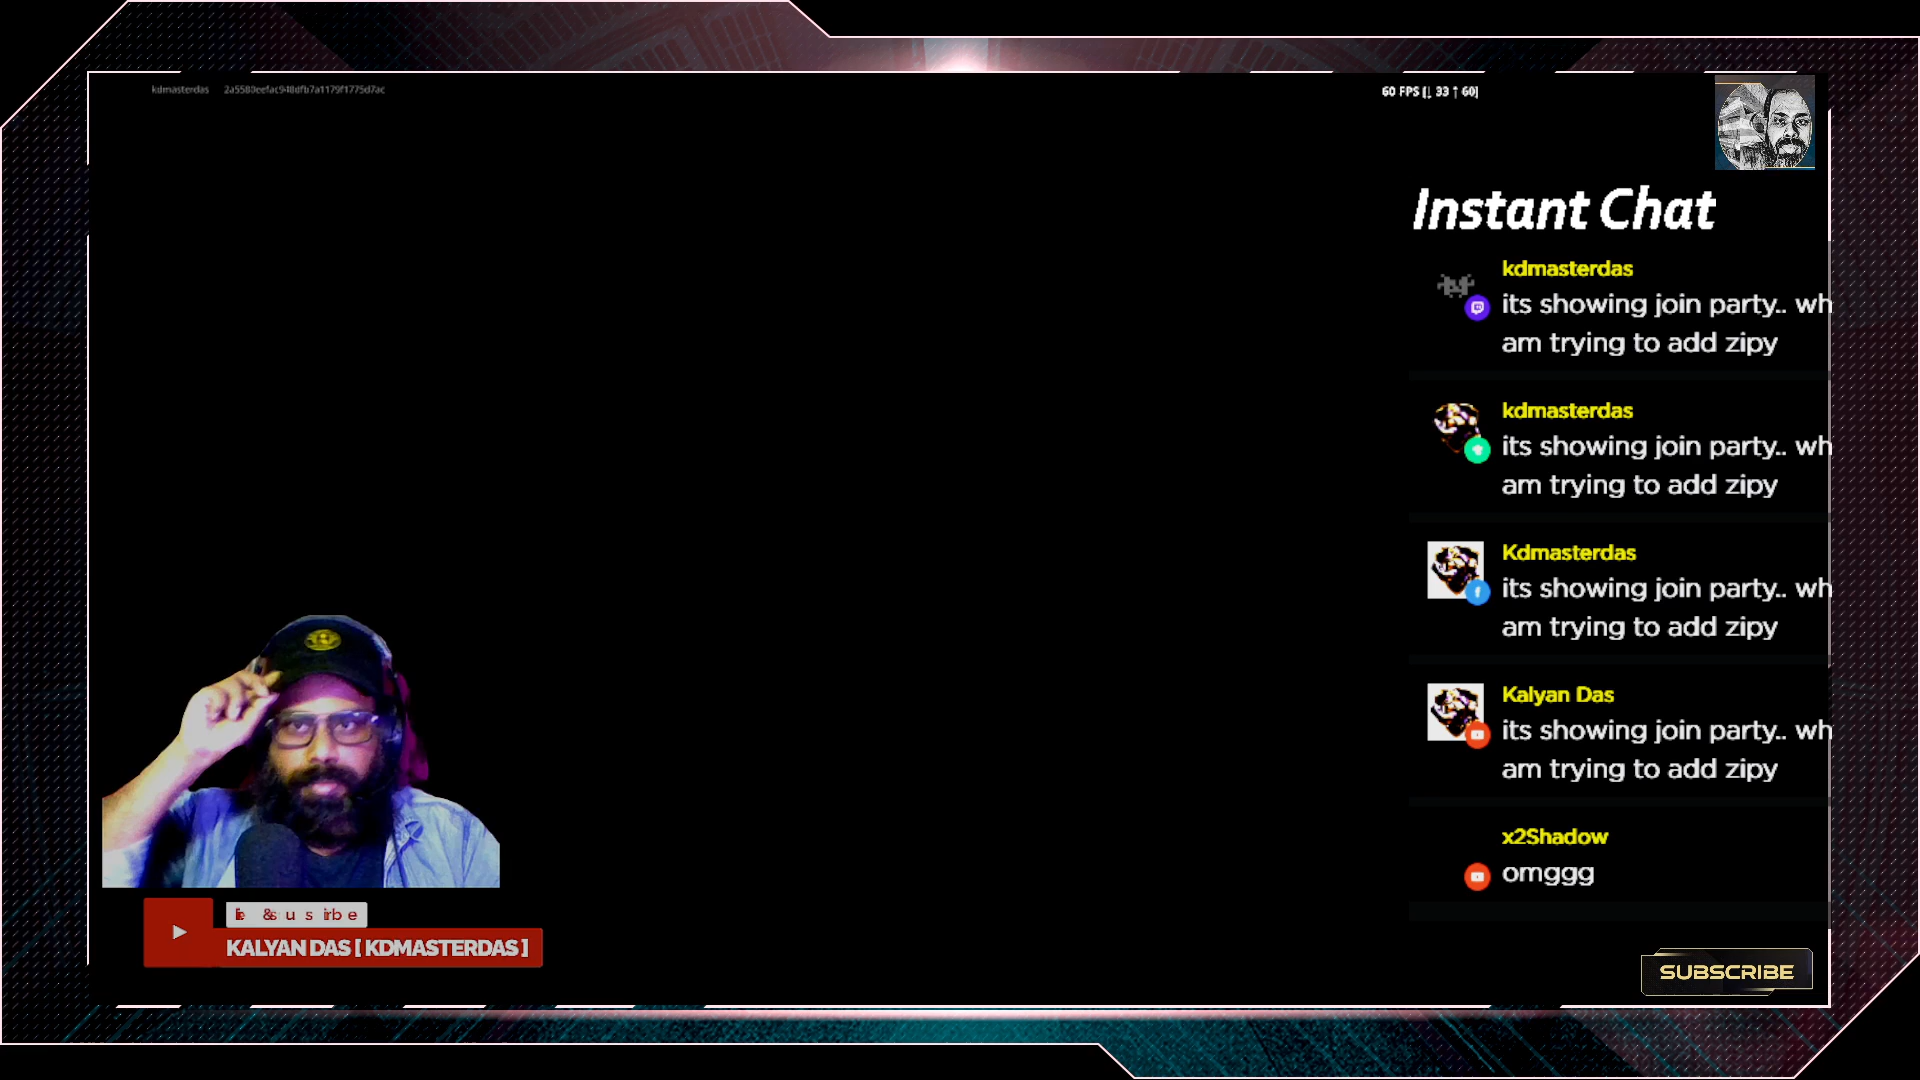 kdmasterdas
60 FPS [↓ 33 ↑ 60]
Instant Chat
kdmasterdas
its showing join party.. wh
am trying to add zipy
kdmasterdas
its showing join party.. wh
am trying to add zipy
Kdmasterdas
its showing join party.. wh
am trying to add zipy
Kalyan Das
its showing join party.. wh
am trying to add zipy
x2Shadow
omggg
KALYAN DAS [ KDMASTERDAS ]
SUBSCRIBE